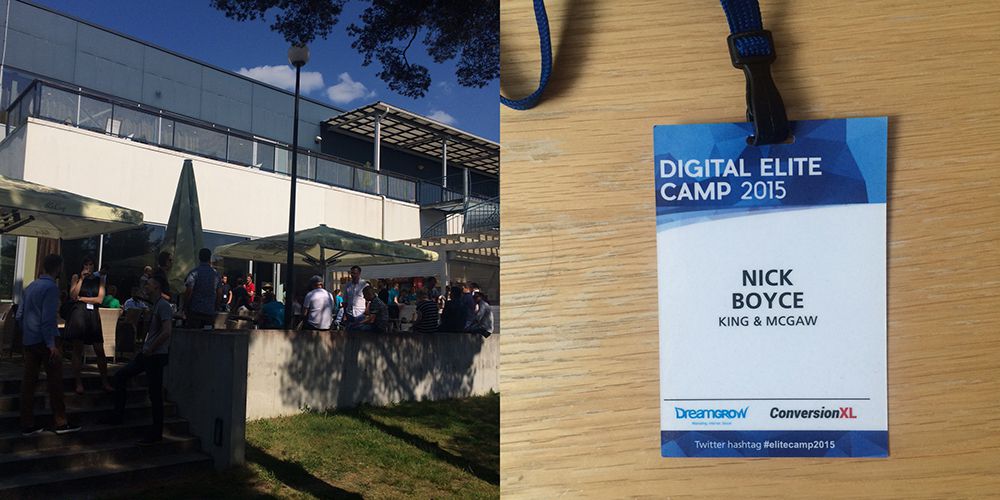 DIGITAL ELITE
CAMP 2015
NICK
BOYCE
KING & MCGAW
DREAMGROW
ConversionXL
Twitter hashtag #elitecamp2015